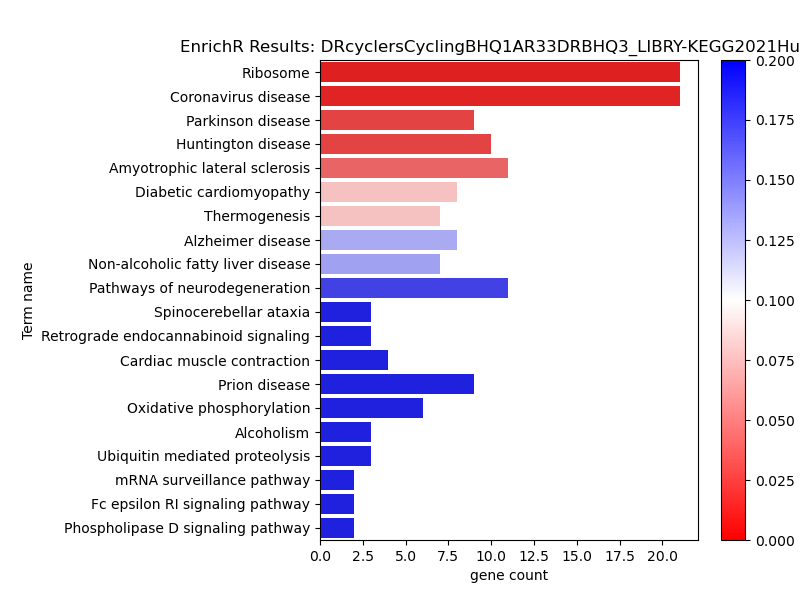 EnrichR Results: DRcyclersCyclingBHQ1AR33DRBHQ3_LIBRY-KEGG2021Hu
Term name
Ribosome
Coronavirus disease
Parkinson disease
Huntington disease
Amyotrophic lateral sclerosis
Diabetic cardiomyopathy
Thermogenesis
Alzheimer disease
Non-alcoholic fatty liver disease
Pathways of neurodegeneration
Spinocerebellar ataxia
Retrograde endocannabinoid signaling
Cardiac muscle contraction
Prion disease
Oxidative phosphorylation
Alcoholism
Ubiquitin mediated proteolysis
mRNA surveillance pathway
Fc epsilon RI signaling pathway
Phospholipase D signaling pathway
0.0 2.5 5.0 7.5 10.0 12.5 15.0 17.5 20.0
gene count
0.200
0.175
0.150
0.125
0.100
0.075
0.050
0.025
0.000